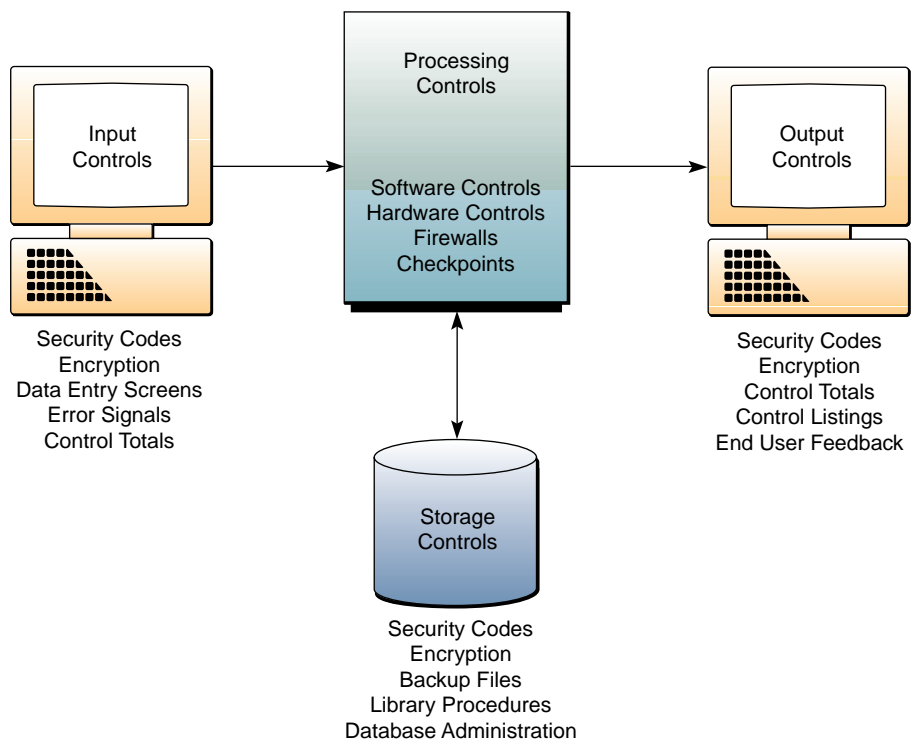 Processing
Controls
Software Controls
Hardware Controls
Firewalls
Checkpoints
Input
Controls
Security Codes
Encryption
Data Entry Screens
Error Signals
Control Totals
Output
Controls
Security Codes
Encryption
Control Totals
Control Listings
End User Feedback
Storage
Controls
Security Codes
Encryption
Backup Files
Library Procedures
Database Administration